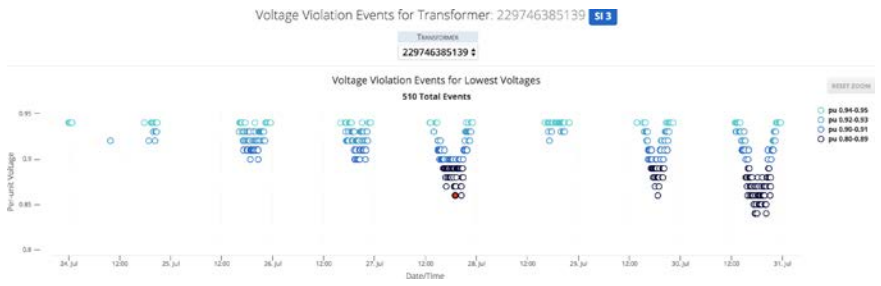 Voltage Violation Events for Transformer: 229746385139 SI 3
TRANSFORMER
229746385139
Voltage Violation Events for Lowest Voltages
510 Total Events
RESET ZOOM
pu 0.94-0.95
pu 0.92-0.93
pu 0.90-0.91
pu 0.80-0.89
Per-unit Voltage
0.95
0.9
0.85
0.8
24. Jul 12:00 25. Jul 12:00 26. Jul 12:00 27. Jul 12:00 28. Jul 12:00 29. Jul 12:00 30. Jul 12:00 31. Jul
Date/Time